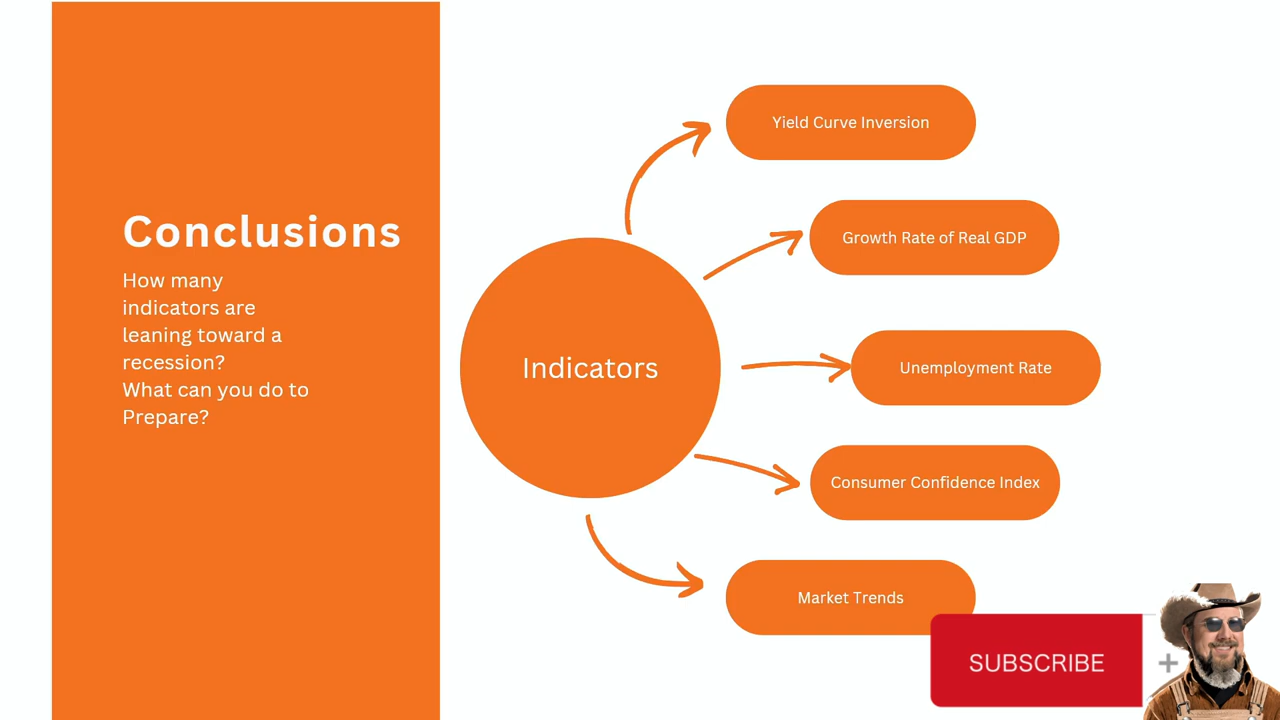 Conclusions
How many
indicators are
leaning toward a
recession?
What can you do to
Prepare?
Indicators
Yield Curve Inversion
Growth Rate of Real GDP
Unemployment Rate
Consumer Confidence Index
Market Trends
SUBSCRIBE
+